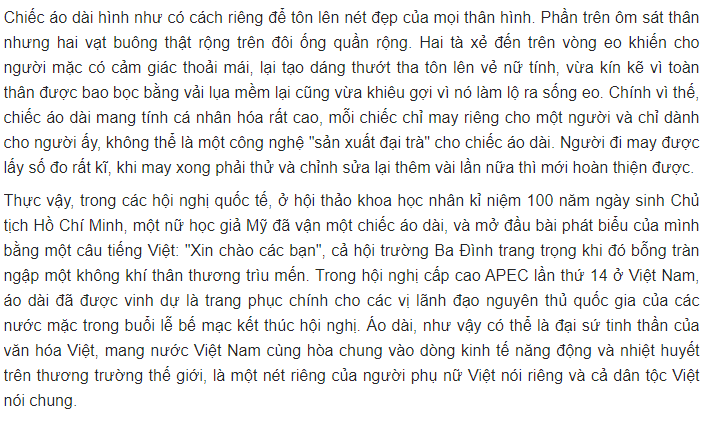 Chiếc áo dài hình như có cách riêng để tôn lên nét đẹp của mọi thân hình. Phần trên ôm sát thân
nhưng hai vạt buông thật rộng trên đôi ống quần rộng. Hai tà xẻ đến trên vòng eo khiến cho
người mặc có cảm giác thoải mái, lại tạo dáng thướt tha tôn lên vẻ nữ tính, vừa kín kẽ vì toàn
thân được bao bọc bằng vải lụa mềm lại cũng vừa khiêu gợi vì nó làm lộ ra sống eo. Chính vì thế,
chiếc áo dài mang tính cá nhân hóa rất cao, mỗi chiếc chỉ may riêng cho một người và chỉ dành
cho người ấy, không thể là một công nghệ "sản xuất đại trà" cho chiếc áo dài. Người đi may được
lấy số đo rất kĩ, khi may xong phải thử và chỉnh sửa lại thêm vài lần nữa thì mới hoàn thiện được.
Thực vậy, trong các hội nghị quốc tế, ở hội thảo khoa học nhân kỉ niệm 100 năm ngày sinh Chủ
tịch Hồ Chí Minh, một nữ học giả Mỹ đã vận một chiếc áo dài, và mở đầu bài phát biểu của mình
bằng một câu tiếng Việt: "Xin chào các bạn", cả hội trường Ba Đình trang trọng khi đó bỗng tràn
ngập một không khí thân thương trìu mến. Trong hội nghị cấp cao APEC lần thứ 14 ở Việt Nam,
áo dài đã được vinh dự là trang phục chính cho các vị lãnh đạo nguyên thủ quốc gia của các
nước mặc trong buổi lễ bế mạc kết thúc hội nghị. Áo dài, như vậy có thể là đại sứ tinh thần của
văn hóa Việt, mang nước Việt Nam cùng hòa chung vào dòng kinh tế năng động và nhiệt huyết
trên thương trường thế giới, là một nét riêng của người phụ nữ Việt nói riêng và cả dân tộc Việt
nói chung.